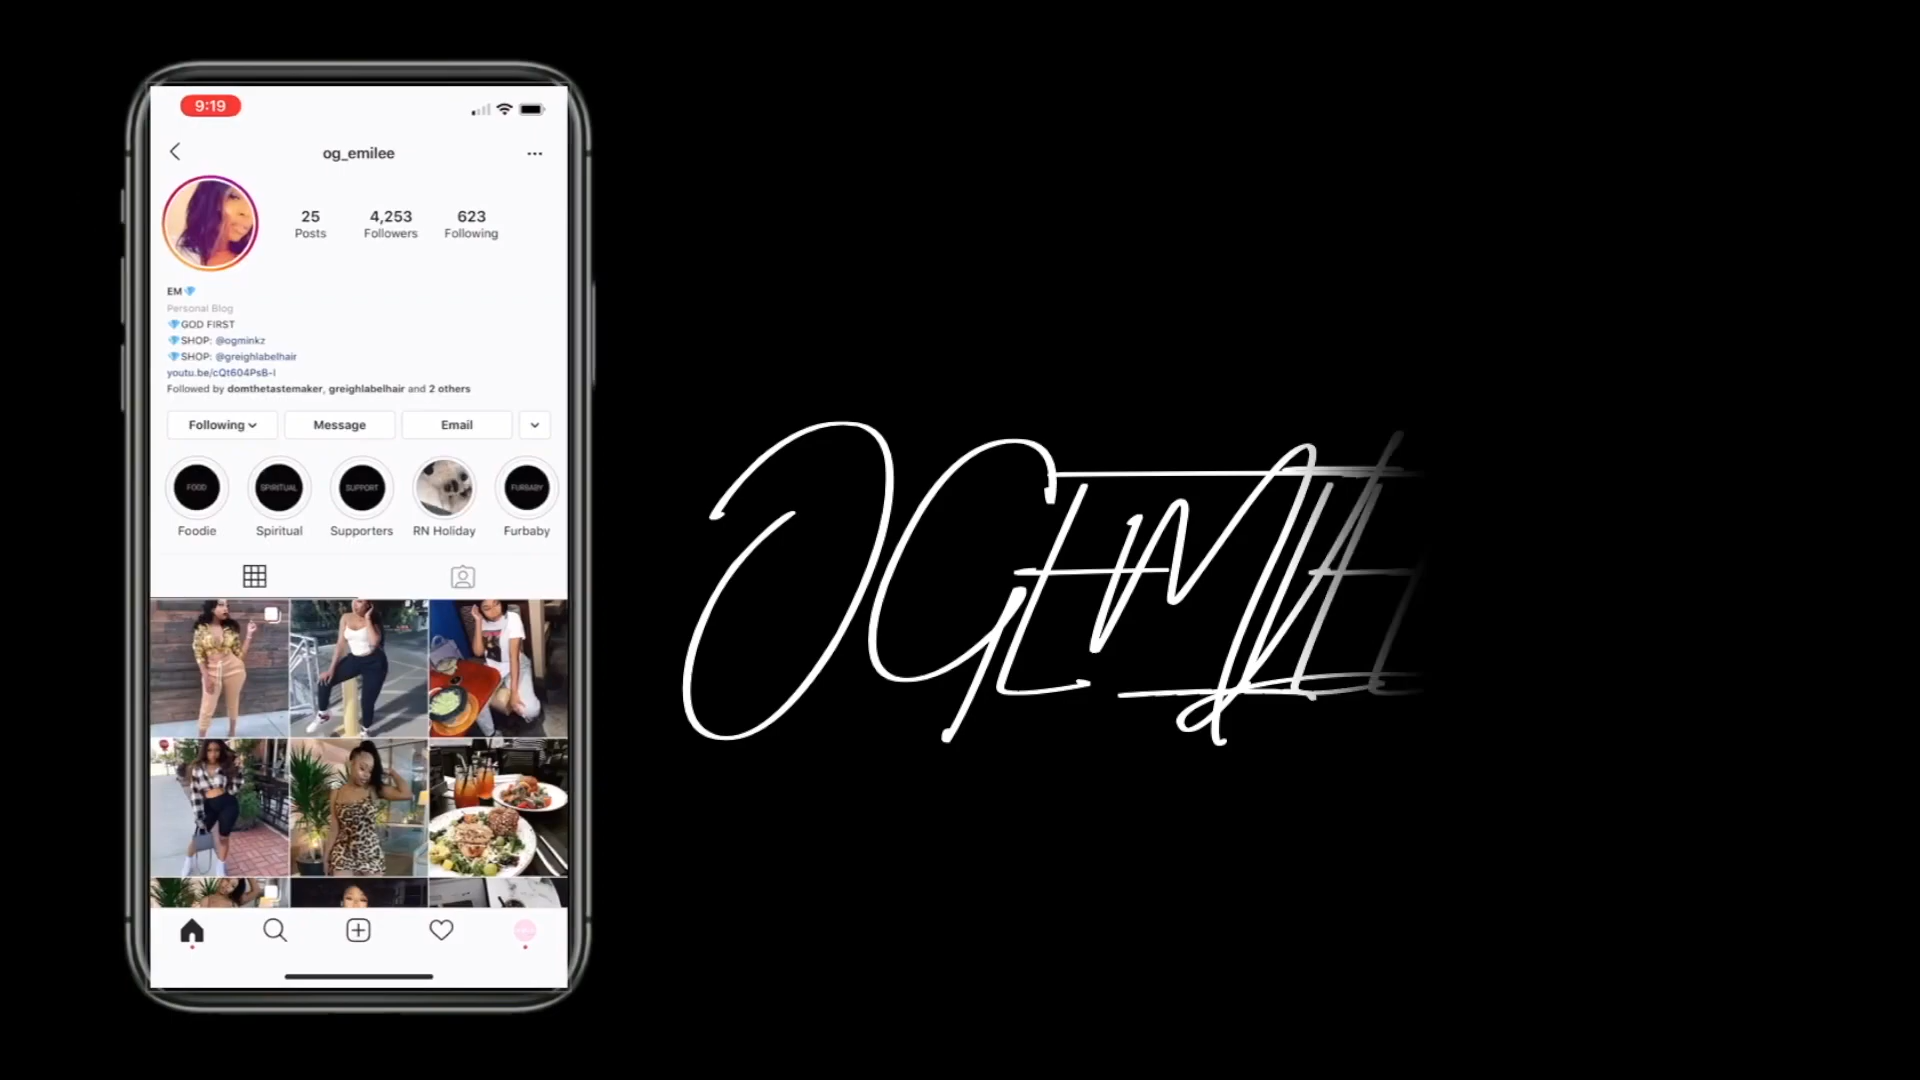 9:19
og_emilee
25 4,253 623
Posts Followers Following
EM
Personal Blog
GOD FIRST
SHOP: @ogminkz
SHOP: @greighlabelhair
youtu.be/cQt604PsB-I
Followed by domthetastemaker, greighlabelhair and 2 others
Following Message Email
FOOD SPIRITUAL SUPPORT FURBABY
Foodie Spiritual Supporters RN Holiday Furbaby
OGEMILE